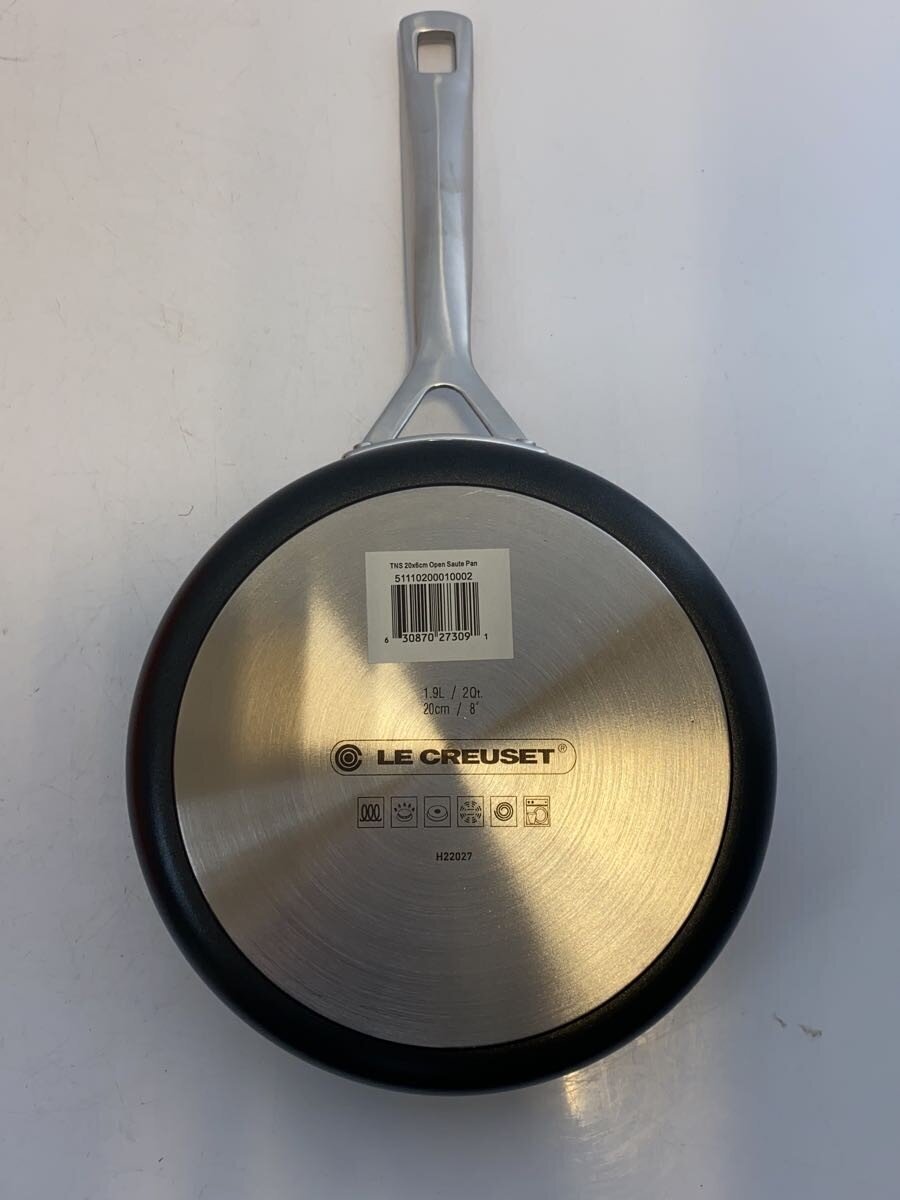 TNS 20x6cm Open Saute Pan
51110200010002
6 30870 27309 1
1.9L / 2Qt.
20cm / 8"
LE CREUSET®
H22027